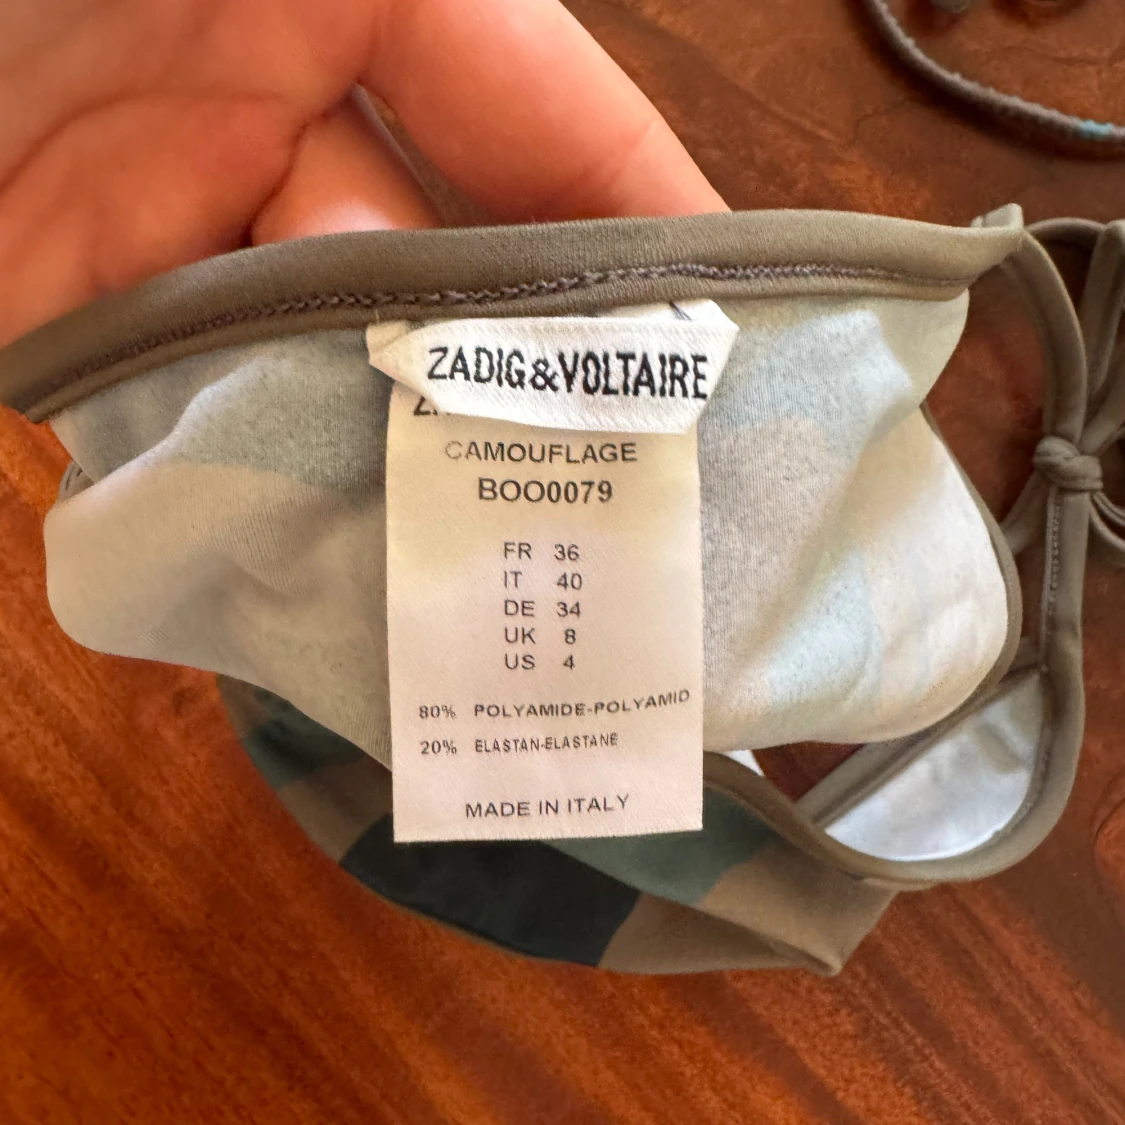 ZADIG&VOLTAIRE
CAMOUFLAGE
BOO0079
FR 36
IT 40
DE 34
UK 8
US 4
80% POLYAMIDE-POLYAMID
20% ELASTAN-ELASTANE
MADE IN ITALY